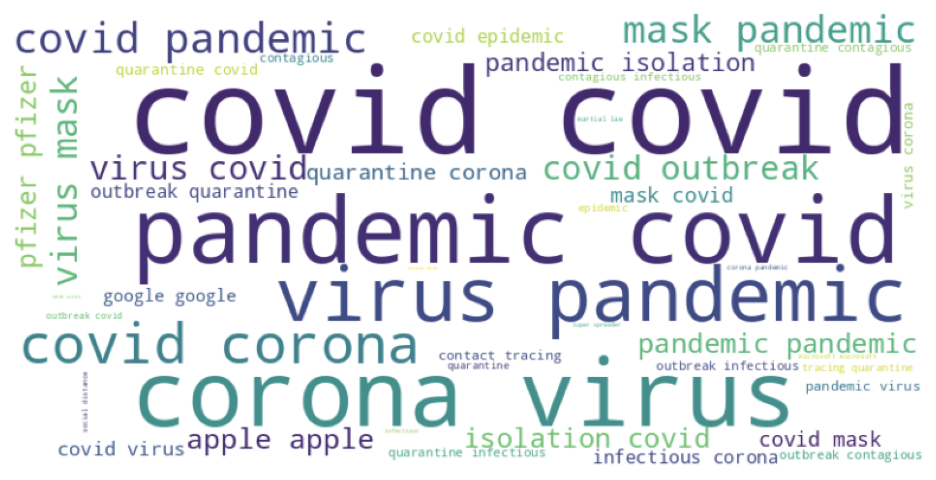 covid pandemic
covid epidemic
mask pandemic
quarantine contagious
contagious
quarantine covid
pandemic isolation
contagious infectious
pfizer pfizer
virus mask
covid covid
martial law
virus corona
virus covid
quarantine corona
covid outbreak
outbreak quarantine
mask covid
epidemic
pandemic covid
corona pandemic
google google
virus pandemic
outbreak covid
super spreader
covid corona
contact tracing
quarantine
pandemic pandemic
microsoft microsoft
outbreak infectious
tracing quarantine
social distance
corona virus
pandemic virus
infectious
covid virus
apple apple
isolation covid
covid mask
quarantine infectious
infectious corona
outbreak contagious